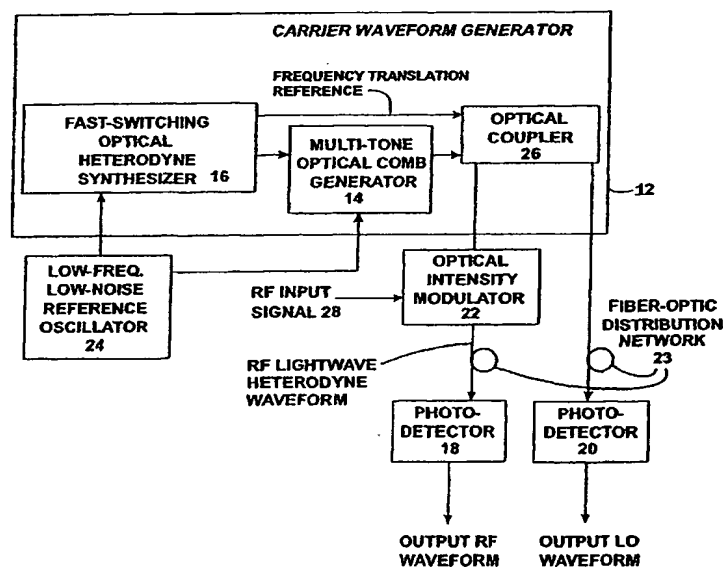 CARRIER WAVEFORM GENERATOR
FREQUENCY TRANSLATION
REFERENCE
FAST-SWITCHING
OPTICAL
HETERODYNE
SYNTHESIZER 16
MULTI-TONE
OPTICAL COMB
GENERATOR
14
OPTICAL
COUPLER
26
12
LOW-FREQ.
LOW-NOISE
REFERENCE
OSCILLATOR
24
RF INPUT
SIGNAL 28
OPTICAL
INTENSITY
MODULATOR
22
FIBER-OPTIC
DISTRIBUTION
NETWORK
23
RF LIGHTWAVE
HETERODYNE
WAVEFORM
PHOTO-
DETECTOR
18
PHOTO-
DETECTOR
20
OUTPUT RF
WAVEFORM
OUTPUT LO
WAVEFORM